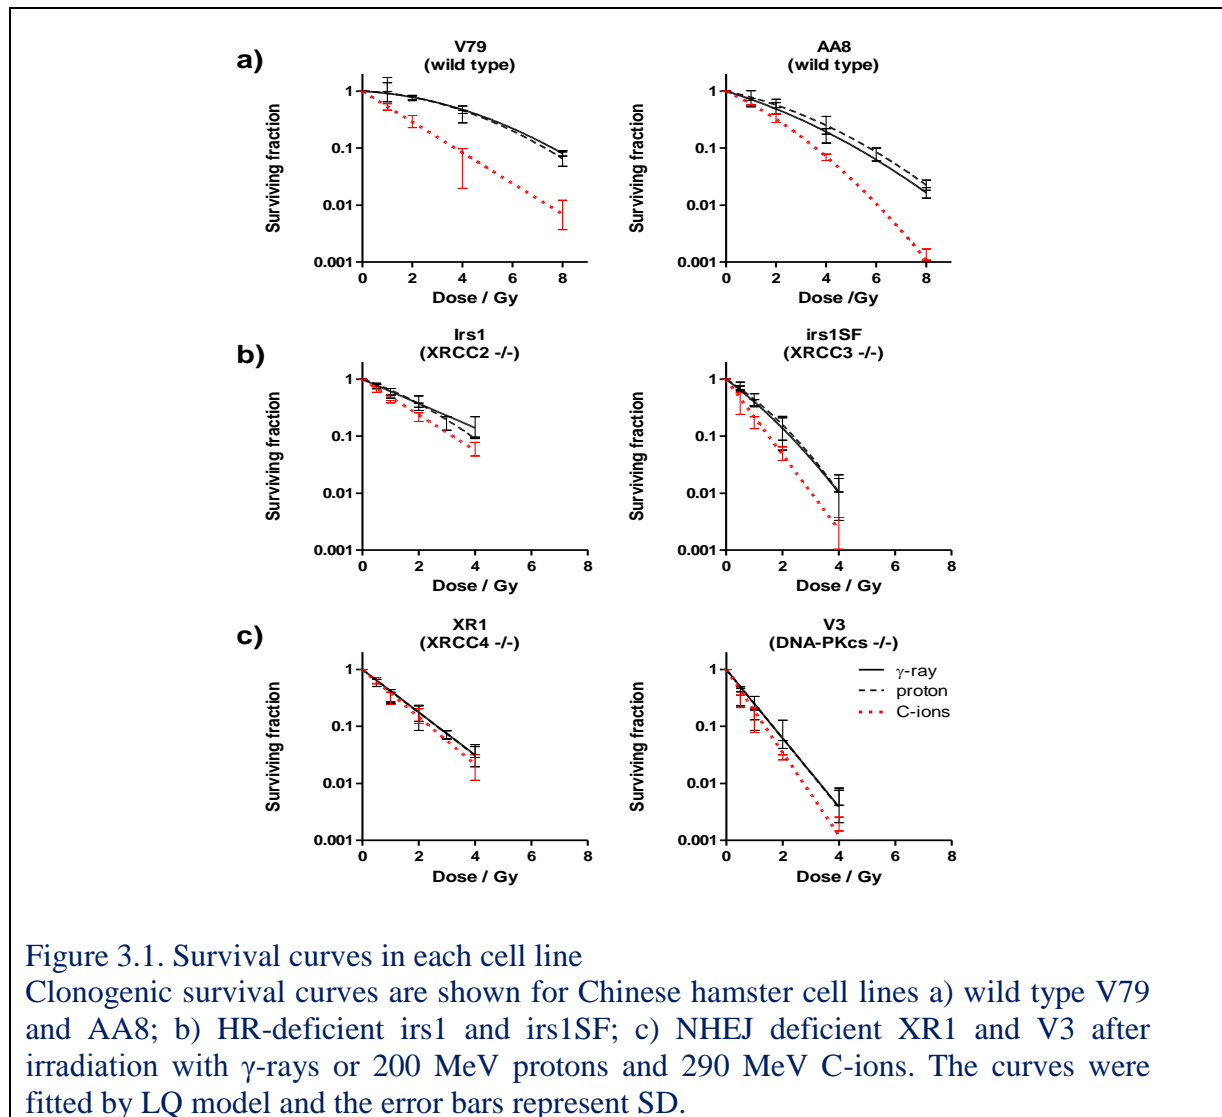 a)
V79
(wild type)
Surviving fraction
1
0.1
0.01
0.001
0 2 4 6 8
Dose / Gy
AA8
(wild type)
Surviving fraction
1
0.1
0.01
0.001
0 2 4 6 8
Dose /Gy
b)
Irs1
(XRCC2 -/-)
Surviving fraction
1
0.1
0.01
0.001
0 2 4 6 8
Dose / Gy
irs1SF
(XRCC3 -/-)
Surviving fraction
1
0.1
0.01
0.001
0 2 4 6 8
Dose / Gy
c)
XR1
(XRCC4 -/-)
Surviving fraction
1
0.1
0.01
0.001
0 2 4 6 8
Dose / Gy
V3
(DNA-PKcs -/-)
γ-ray
proton
C-ions
Surviving fraction
1
0.1
0.01
0.001
0 2 4 6 8
Dose / Gy
Figure 3.1. Survival curves in each cell line
Clonogenic survival curves are shown for Chinese hamster cell lines a) wild type V79
and AA8; b) HR-deficient irs1 and irs1SF; c) NHEJ deficient XR1 and V3 after
irradiation with γ-rays or 200 MeV protons and 290 MeV C-ions. The curves were
fitted by LQ model and the error bars represent SD.